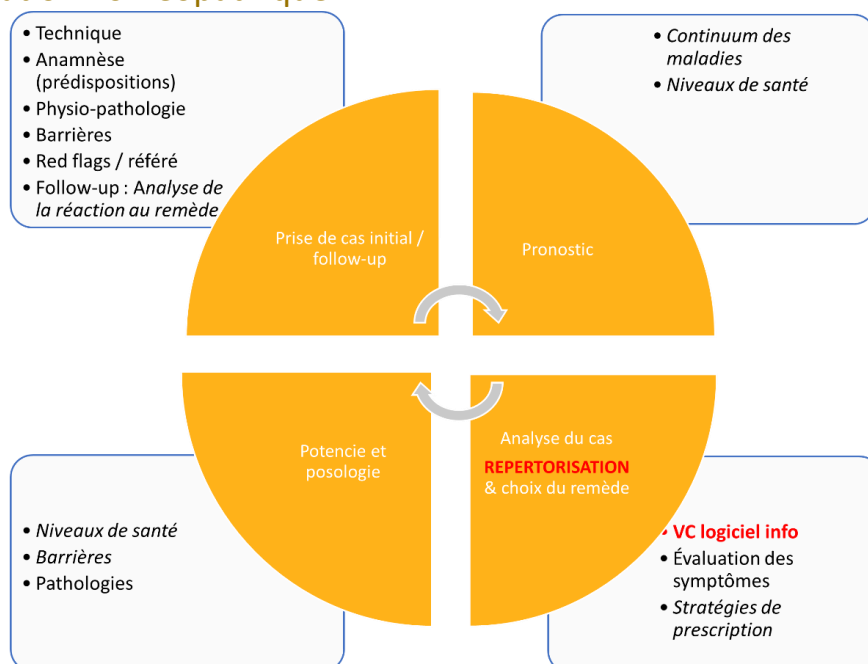 • Technique
• Anamnèse
(prédispositions)
• Physio-pathologie
• Barrières
• Red flags / référé
• Follow-up : Analyse de
la réaction au remède
• Continuum des
maladies
• Niveaux de santé
Prise de cas initial /
follow-up
Pronostic
Potencie et
posologie
Analyse du cas
REPERTORISATION
& choix du remède
• Niveaux de santé
• Barrières
• Pathologies
• VC logiciel info
• Évaluation des
symptômes
• Stratégies de
prescription